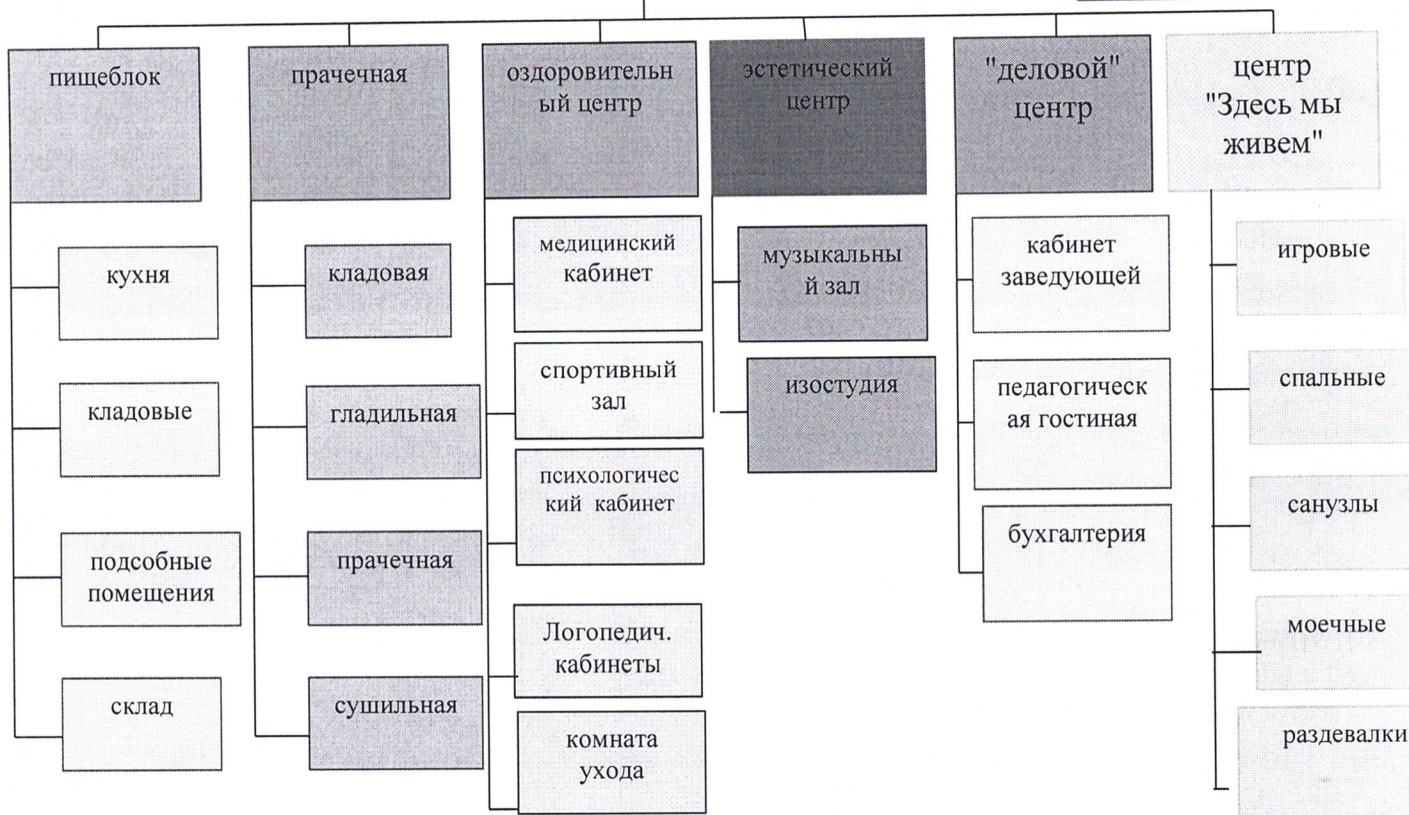 пищеблок
прачечная
оздоровительн
ый центр
эстетический
центр
"деловой"
центр
центр
"Здесь мы
живем"
кухня
кладовые
подсобные
помещения
склад
кладовая
гладильная
прачечная
сушильная
медицинский
кабинет
спортивный
зал
психологичес
кий кабинет
Логопедич.
кабинеты
комната
ухода
музыкальны
й зал
изостудия
кабинет
заведующей
педагогическ
ая гостиная
бухгалтерия
игровые
спальные
санузлы
моечные
раздевалки